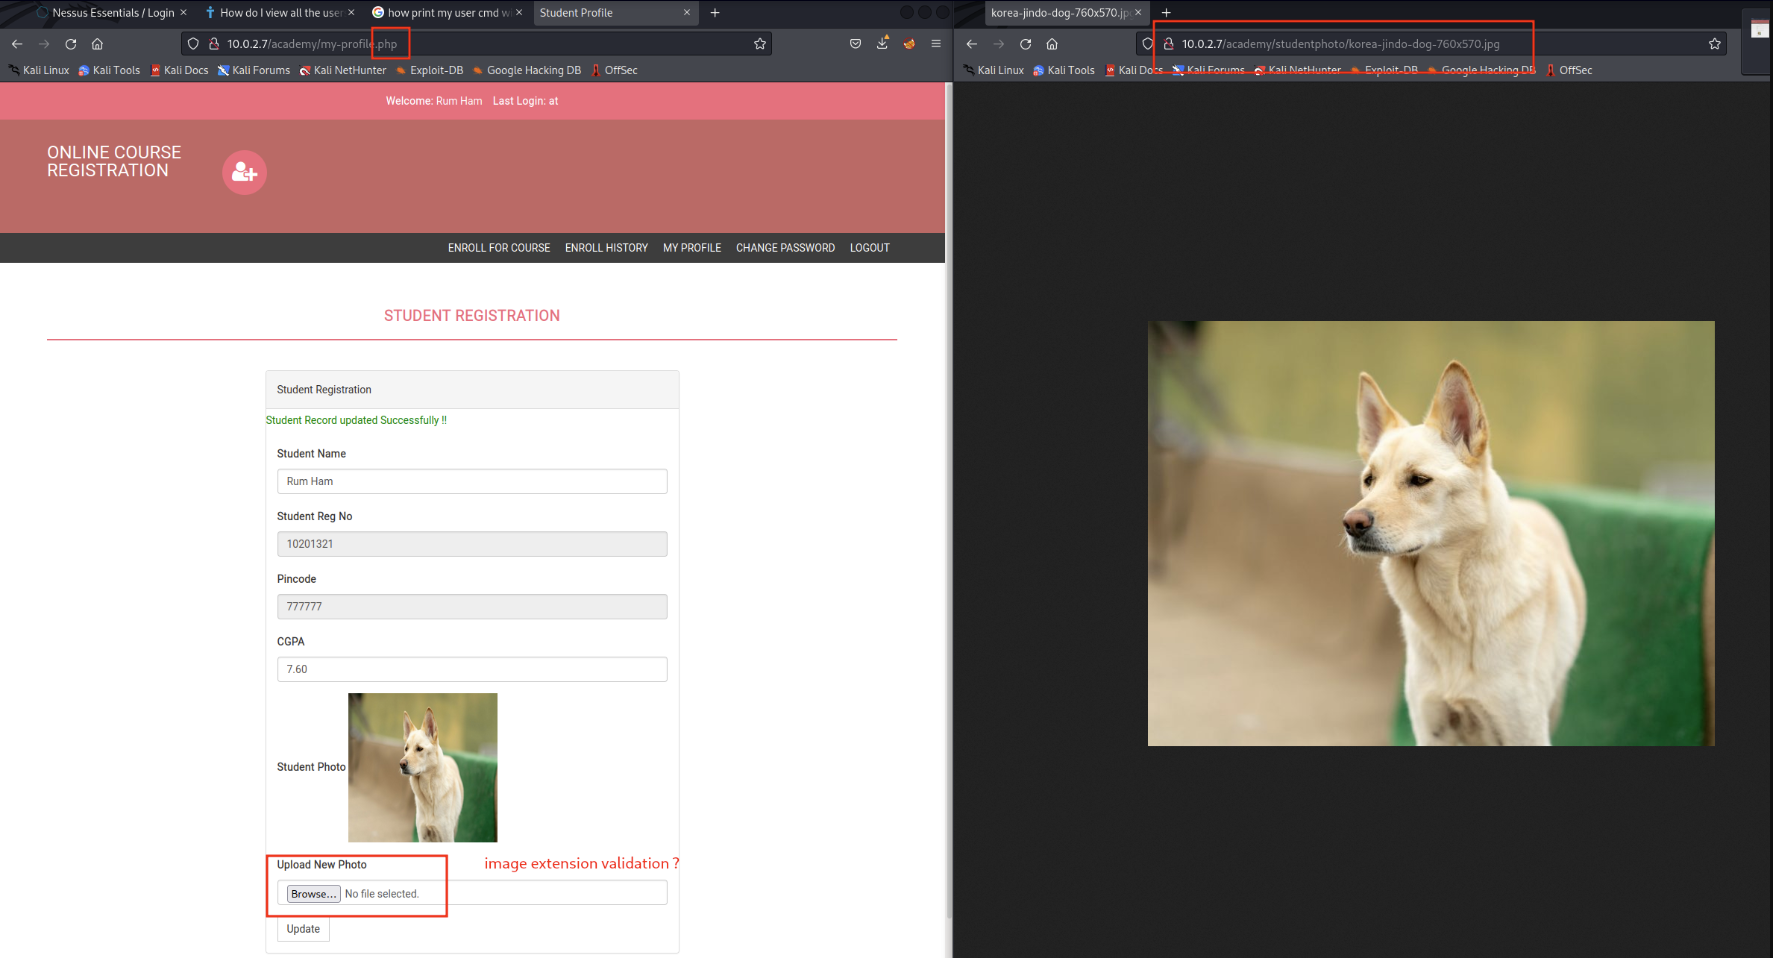 Nessus Essentials / Login
How do I view all the user
how print my user cmd wi
Student Profile
10.0.2.7/academy/my-profile.php
Kali Linux Kali Tools Kali Docs Kali Forums Kali NetHunter Exploit-DB Google Hacking DB OffSec
Welcome: Rum Ham Last Login: at
ONLINE COURSE
REGISTRATION
ENROLL FOR COURSE ENROLL HISTORY MY PROFILE CHANGE PASSWORD LOGOUT
STUDENT REGISTRATION
Student Registration
Student Record updated Successfully !!
Student Name
Rum Ham
Student Reg No
10201321
Pincode
777777
CGPA
7.60
Student Photo
Upload New Photo
image extension validation ?
Browse... No file selected.
Update
korea-jindo-dog-760x570.jp
10.0.2.7/academy/studentphoto/korea-jindo-dog-760x570.jpg
Kali Linux Kali Tools Kali Docs Kali Forums Kali NetHunter Exploit-DB Google Hacking DB OffSec